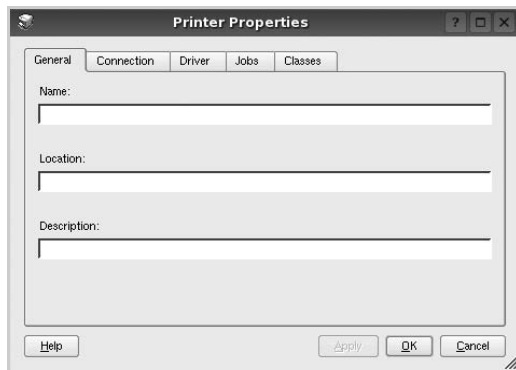 Printer Properties
General Connection Driver Jobs Classes
Name:
Location:
Description:
Help Apply OK Cancel